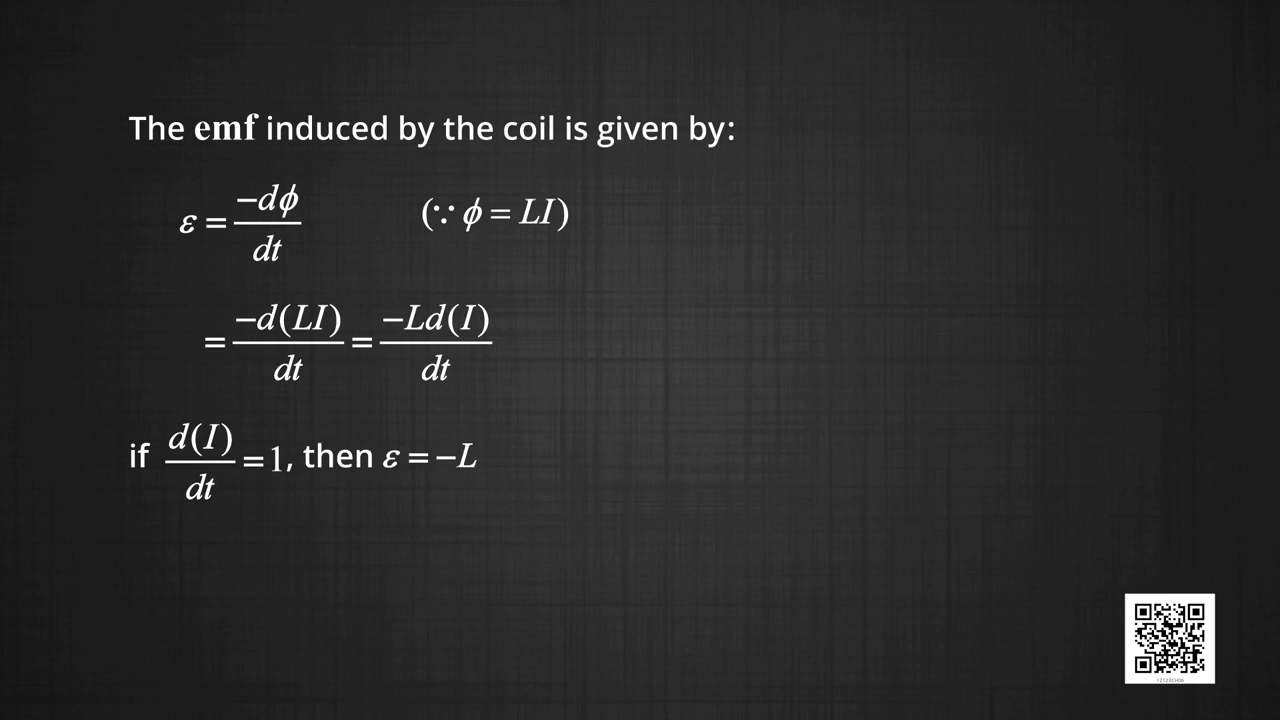 The emf induced by the coil is given by:
ε = −dϕ/dt (∵ ϕ = LI)
= −d(LI)/dt = −Ld(I)/dt
if d(I)/dt = 1, then ε = −L
12123CH06